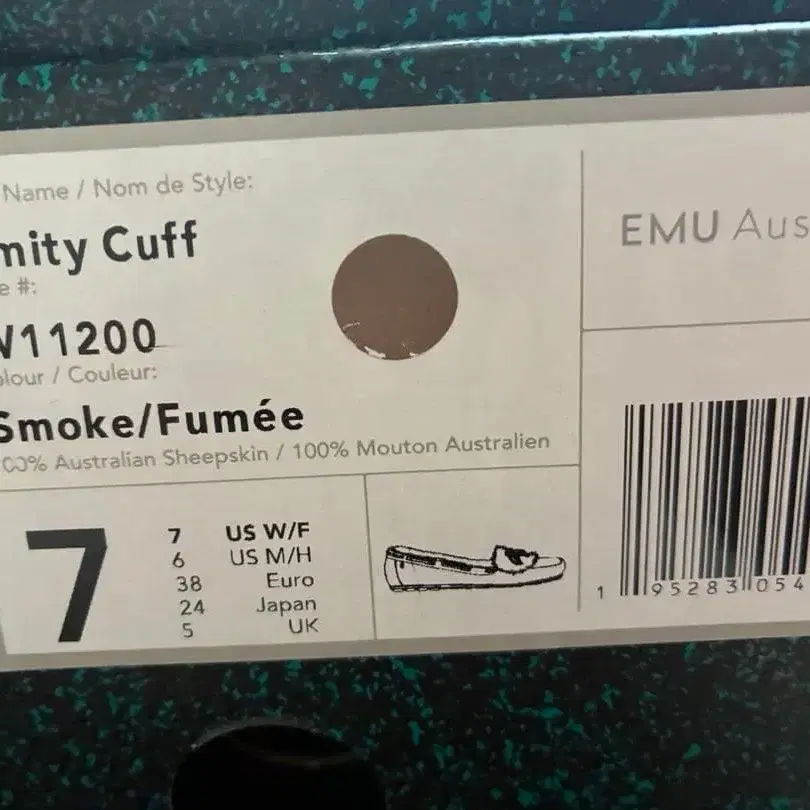 Name / Nom de Style:
mity Cuff
e #:
W11200
olour / Couleur:
Smoke/Fumée
00% Australian Sheepskin / 100% Mouton Australien
7
7 US W/F
6 US M/H
38 Euro
24 Japan
5 UK
EMU Aus
1 95283 054